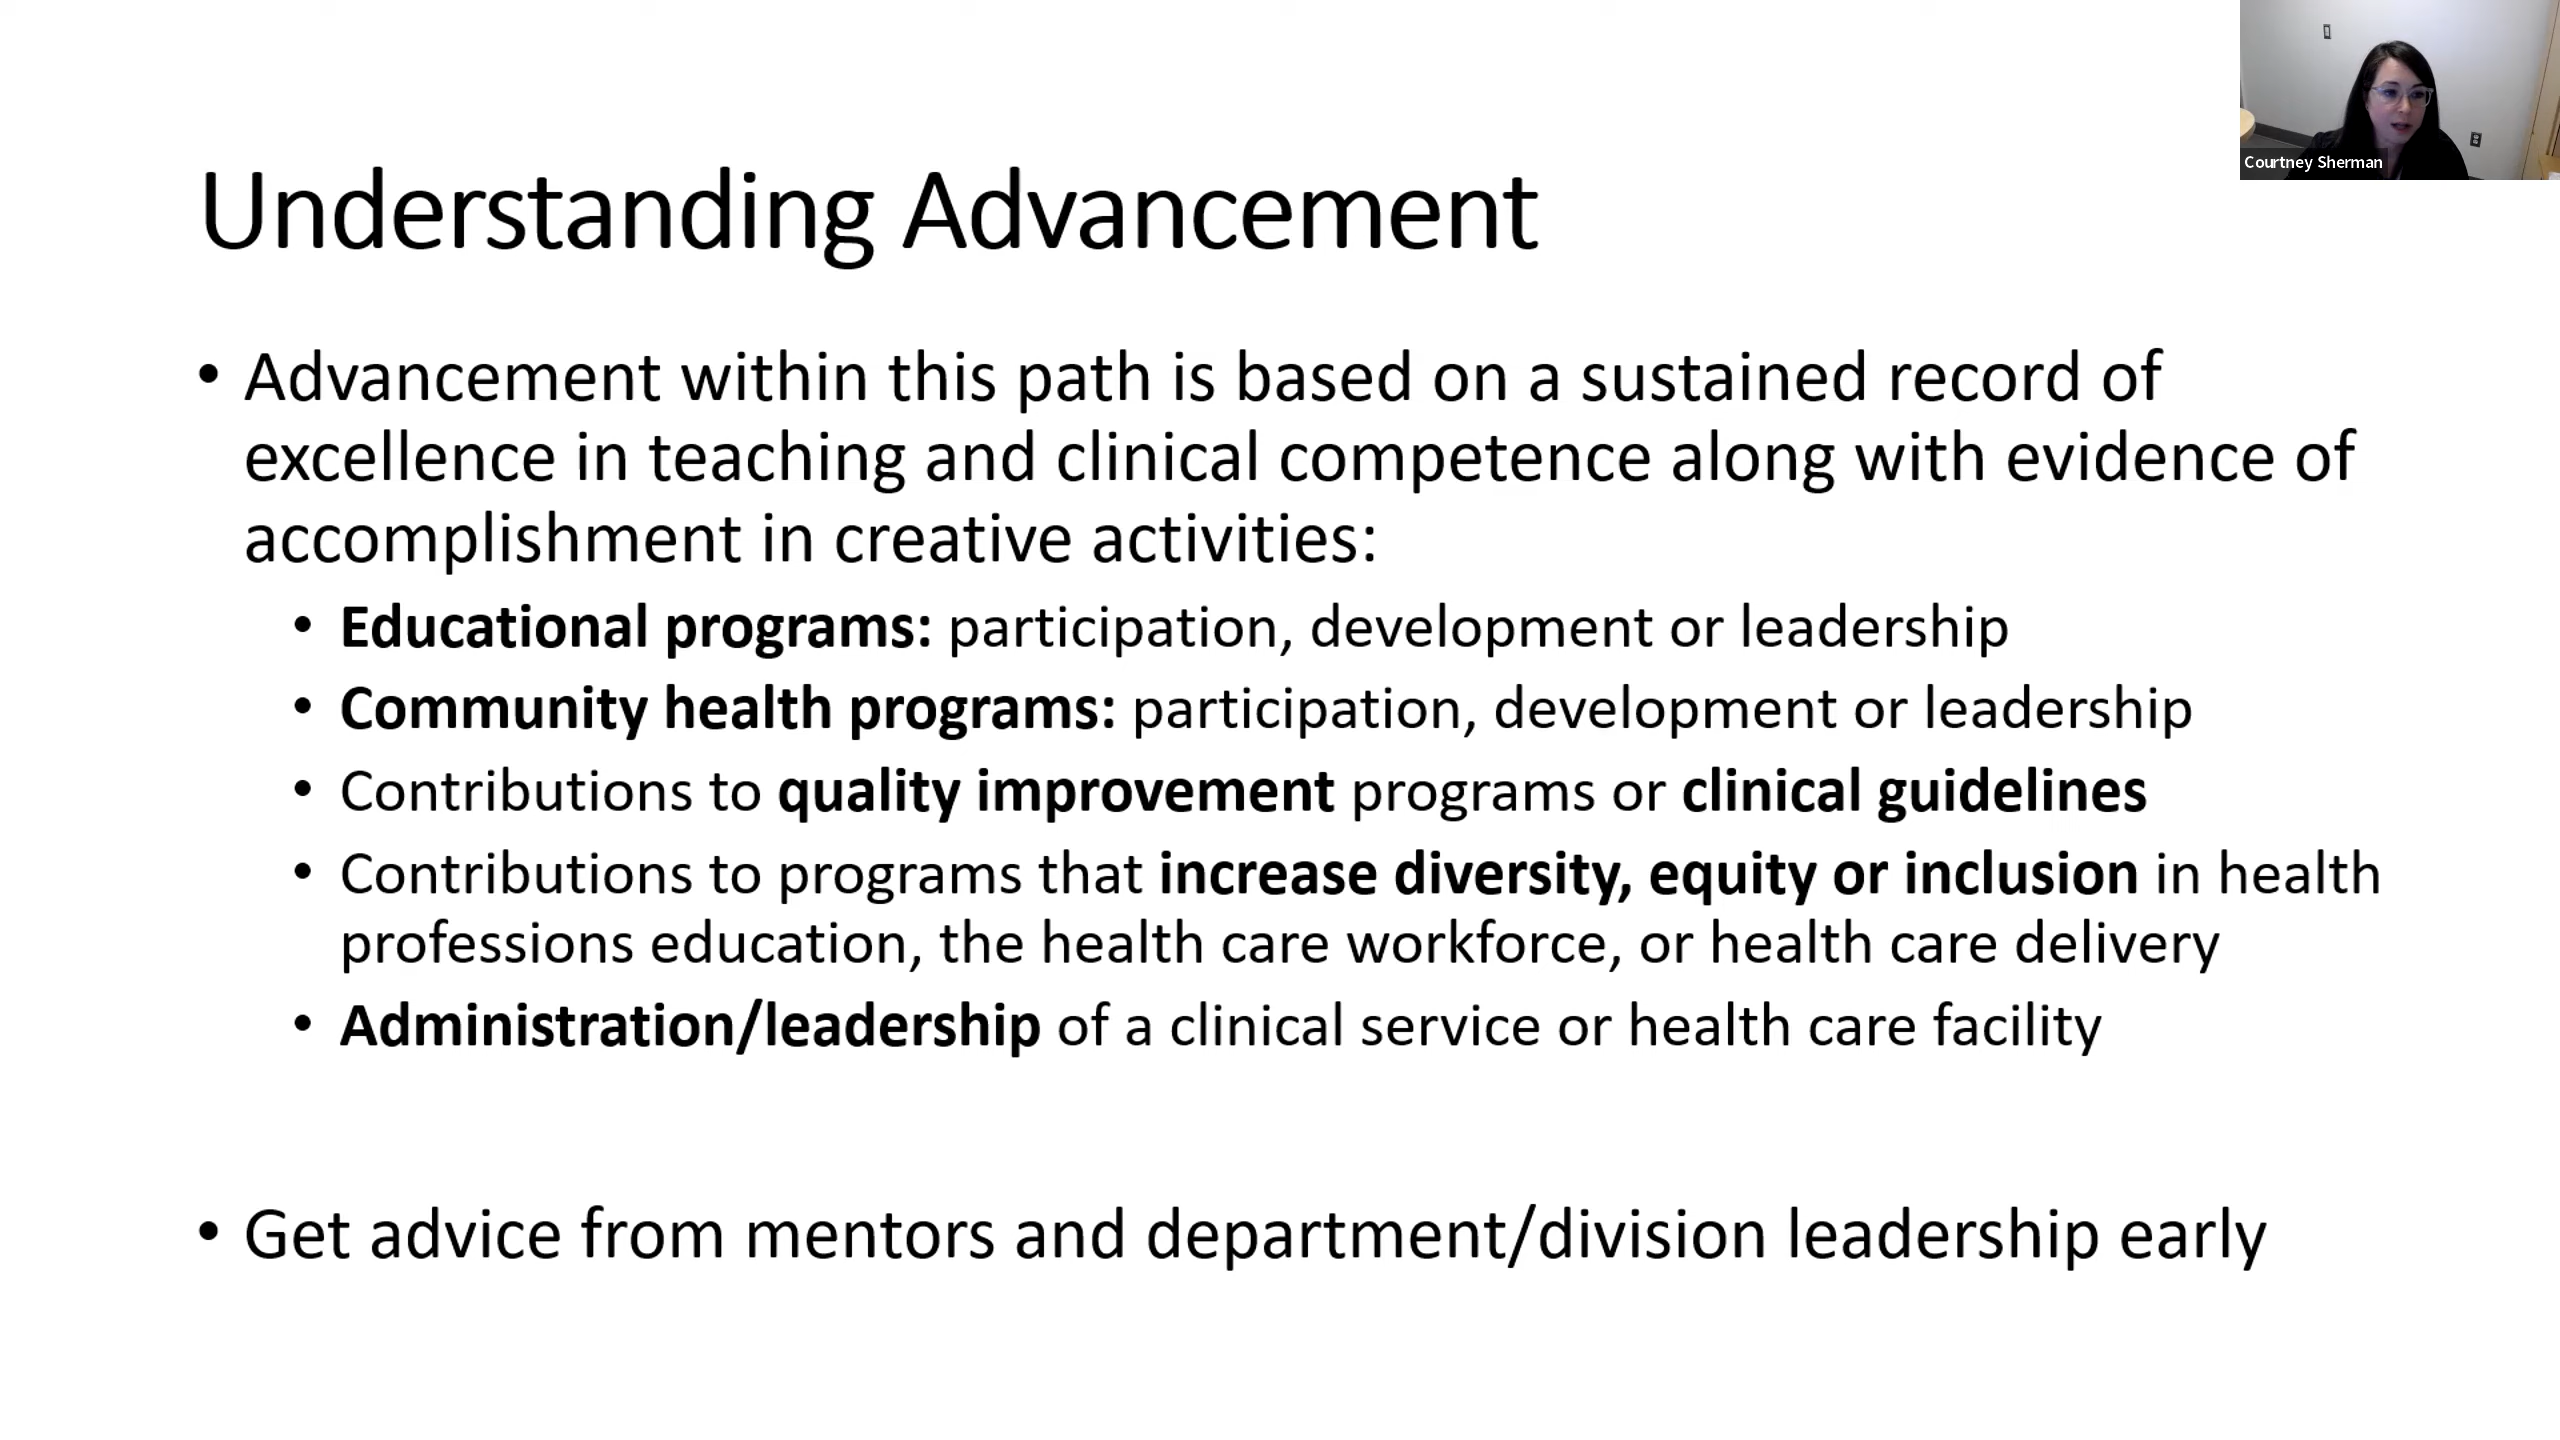 Courtney Sherman
Understanding Advancement
• Advancement within this path is based on a sustained record of
excellence in teaching and clinical competence along with evidence of
accomplishment in creative activities:
• Educational programs: participation, development or leadership
• Community health programs: participation, development or leadership
• Contributions to quality improvement programs or clinical guidelines
• Contributions to programs that increase diversity, equity or inclusion in health
professions education, the health care workforce, or health care delivery
• Administration/leadership of a clinical service or health care facility
• Get advice from mentors and department/division leadership early